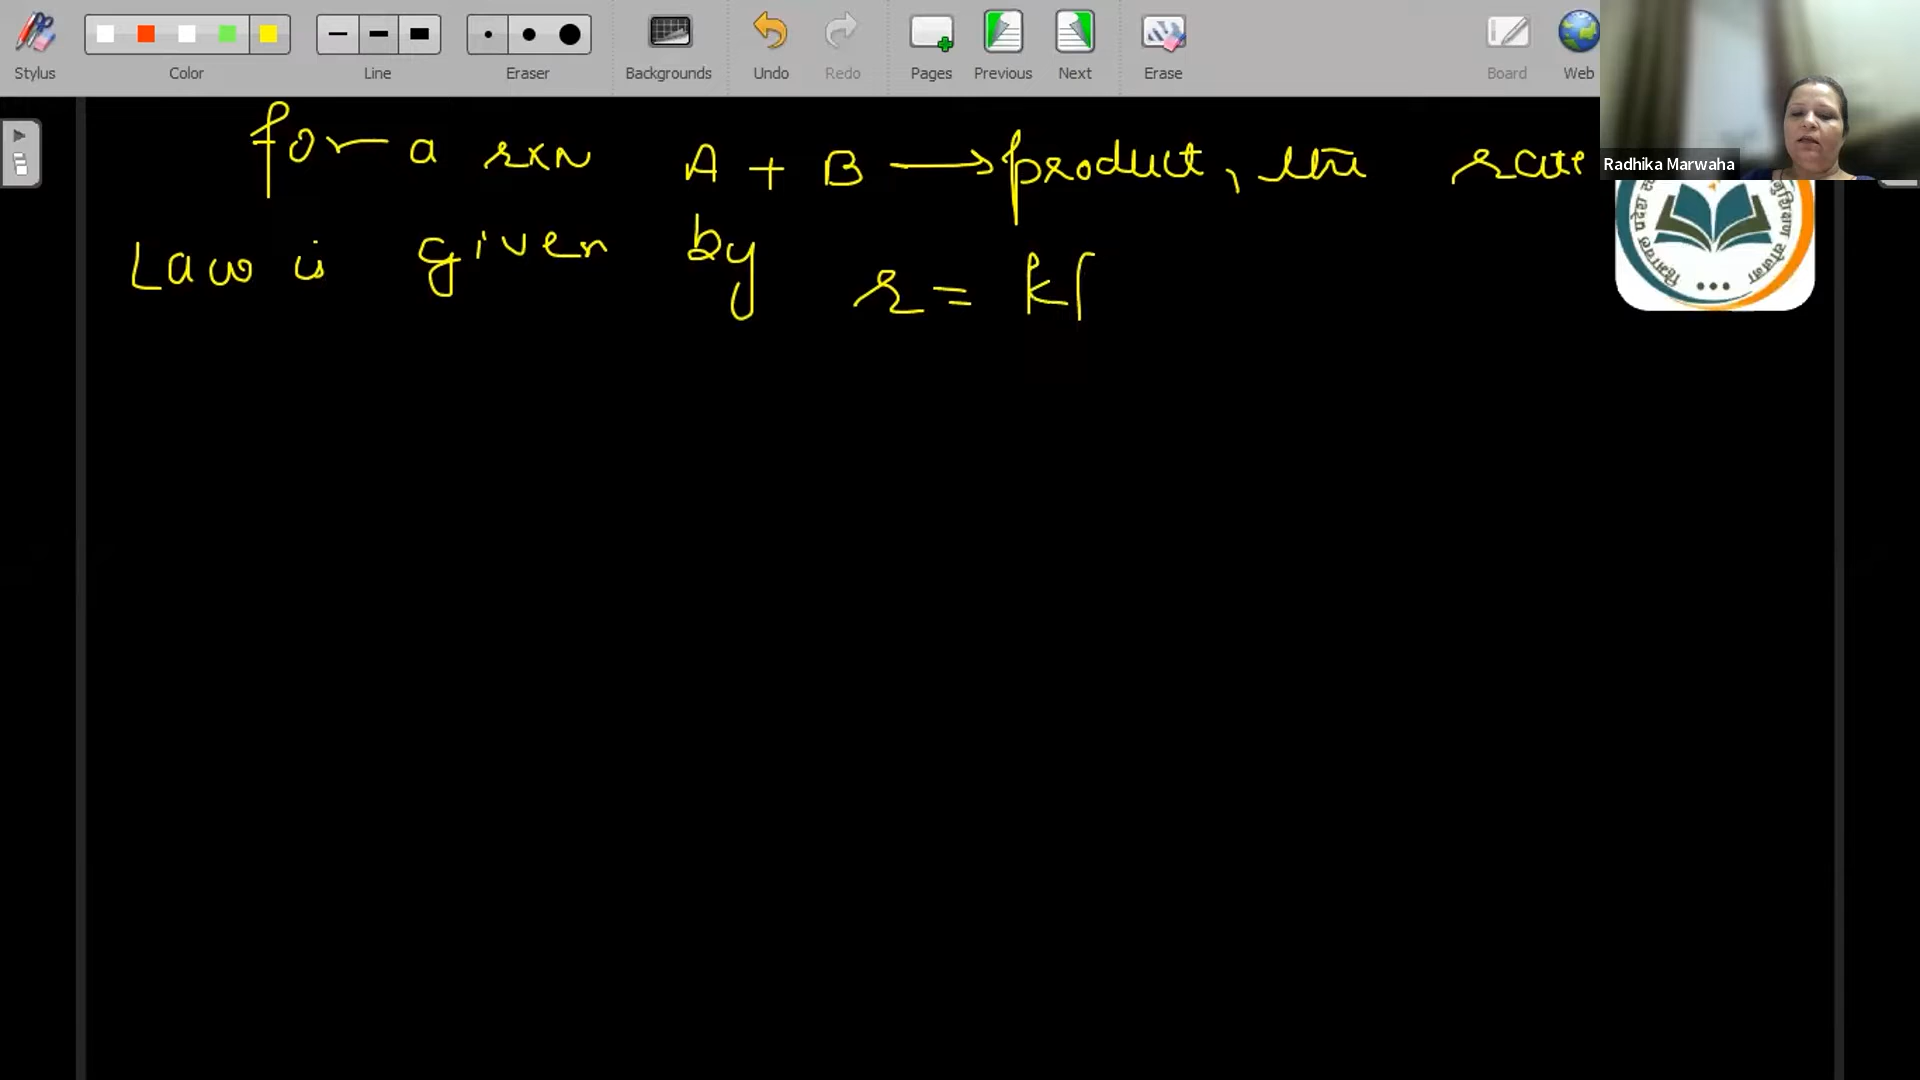 Stylus
Color
Line
Eraser
Backgrounds
Undo
Redo
Pages
Previous
Next
Erase
Board
Web
Radhika Marwaha
for a rxn A + B → product, the rate
Law is given by r = k[